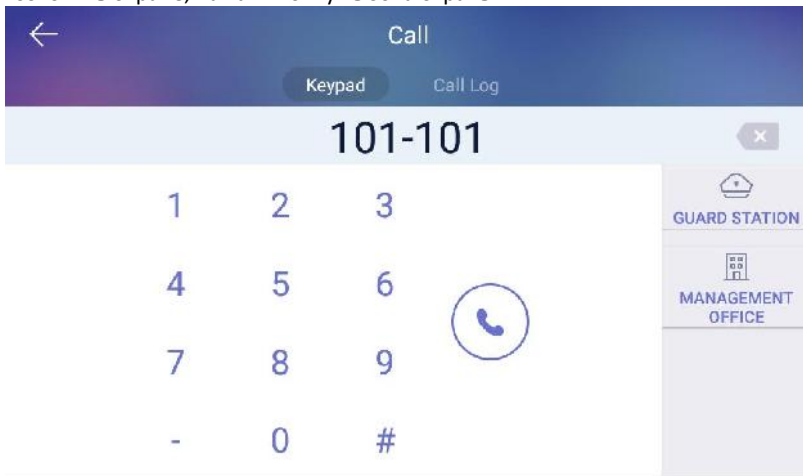 Call
Keypad Call Log
101-101
1 2 3
GUARD STATION
4 5 6
MANAGEMENT
OFFICE
7 8 9
- 0 #